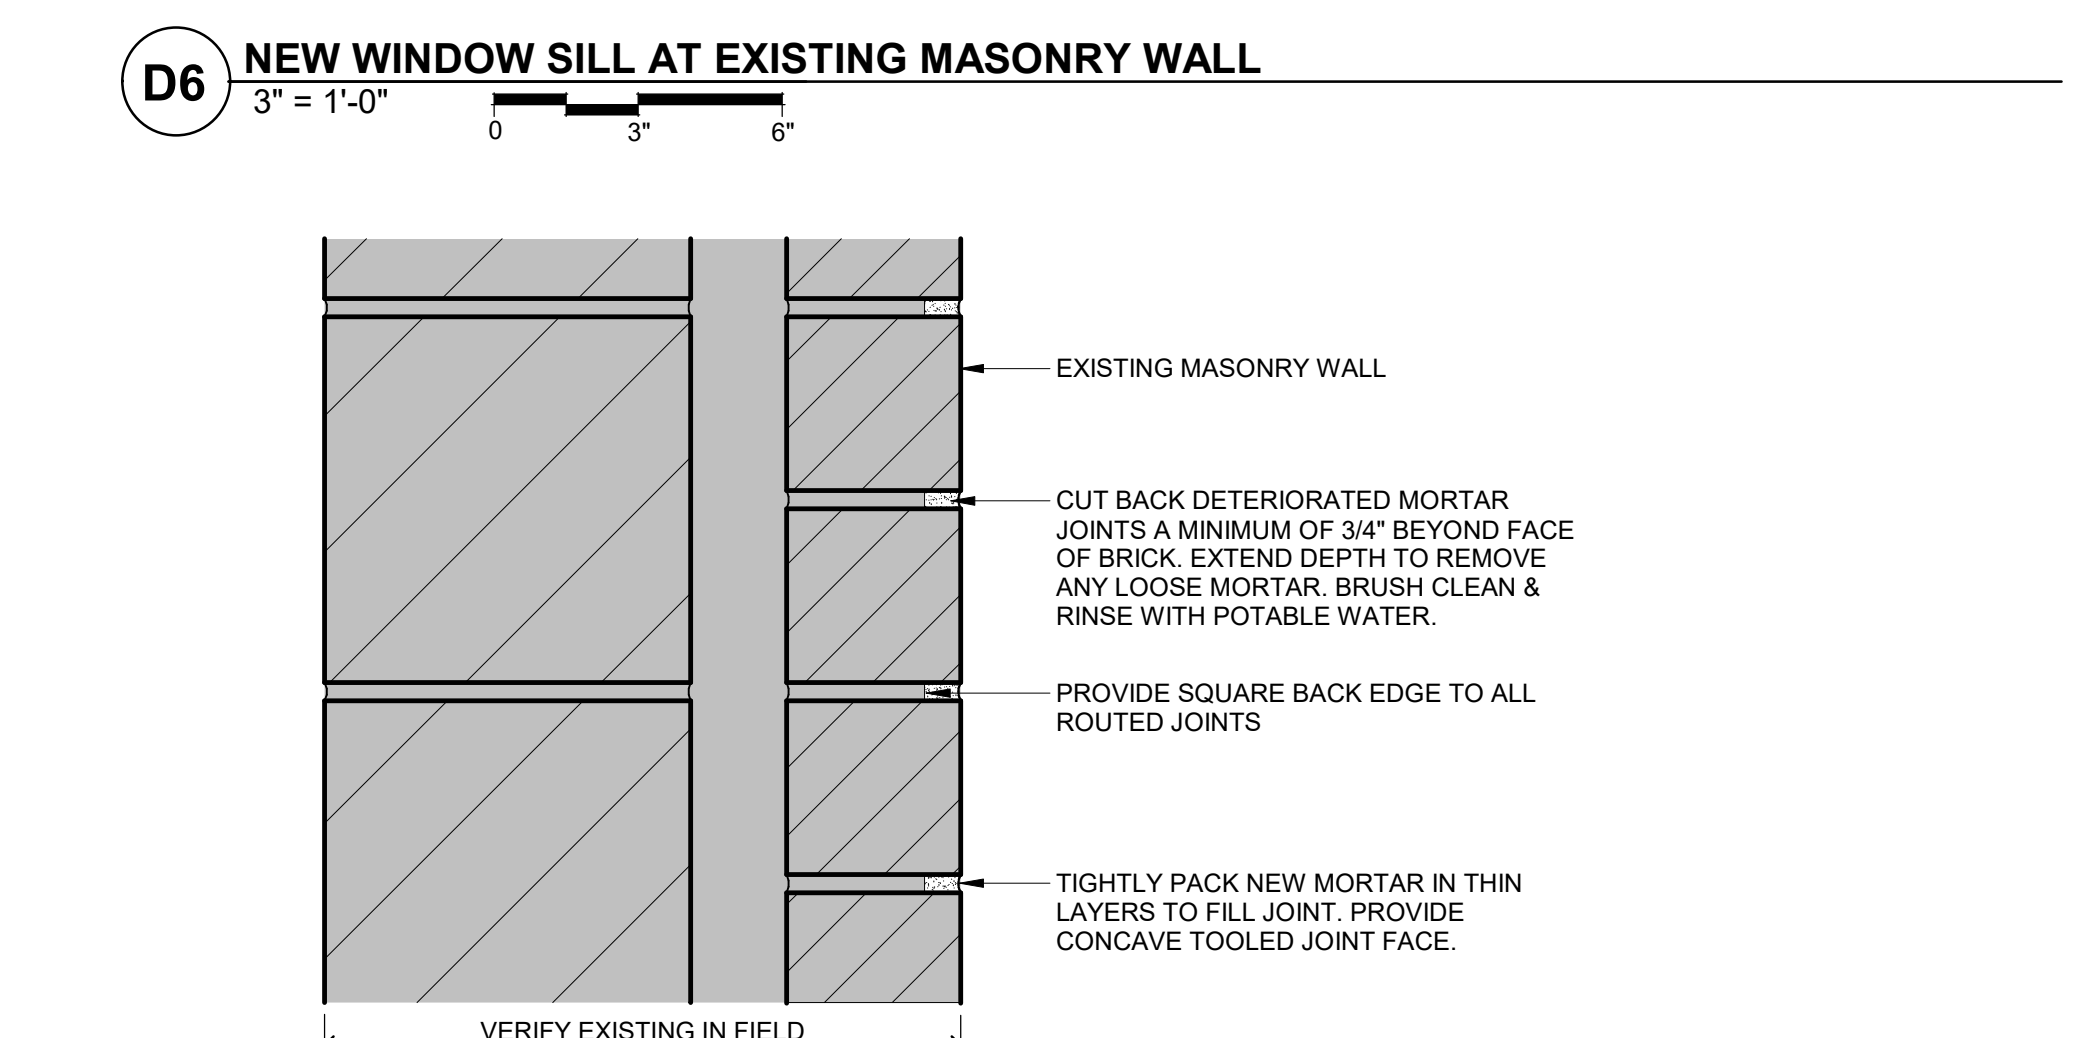 D6
NEW WINDOW SILL AT EXISTING MASONRY WALL
3" = 1'-0"
0 3" 6"
EXISTING MASONRY WALL
CUT BACK DETERIORATED MORTAR
JOINTS A MINIMUM OF 3/4" BEYOND FACE
OF BRICK. EXTEND DEPTH TO REMOVE
ANY LOOSE MORTAR. BRUSH CLEAN &
RINSE WITH POTABLE WATER.
PROVIDE SQUARE BACK EDGE TO ALL
ROUTED JOINTS
TIGHTLY PACK NEW MORTAR IN THIN
LAYERS TO FILL JOINT. PROVIDE
CONCAVE TOOLED JOINT FACE.
VERIFY EXISTING IN FIELD